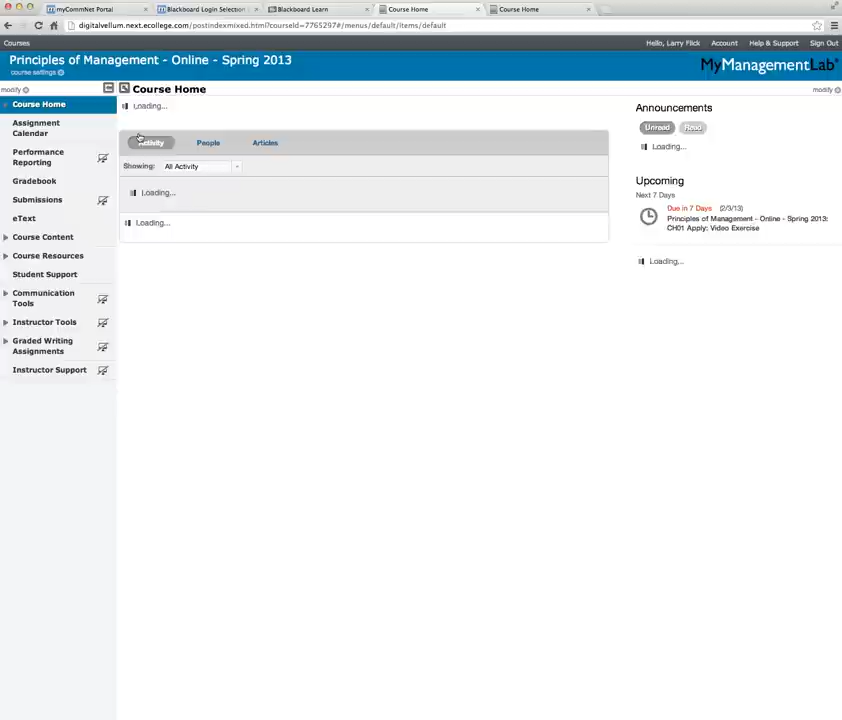 myCommNet Portal
Blackboard Login Selection
Blackboard Learn
Course Home
Course Home
digitalvellum.next.ecollege.com/postindexmixed.html?courseId=7765297#/menus/default/items/default
Courses
Hello, Larry Flick
Account
Help & Support
Sign Out
Principles of Management - Online - Spring 2013
course settings
MyManagementLab
modify
Course Home
Assignment
Calendar
Performance
Reporting
Gradebook
Submissions
eText
Course Content
Course Resources
Student Support
Communication
Tools
Instructor Tools
Graded Writing
Assignments
Instructor Support
Course Home
Loading...
Activity
People
Articles
Showing:
All Activity
Loading...
Loading...
modify
Announcements
Unread
Read
Loading...
Upcoming
Next 7 Days
Due in 7 Days (2/3/13)
Principles of Management - Online - Spring 2013:
CH01 Apply: Video Exercise
Loading...